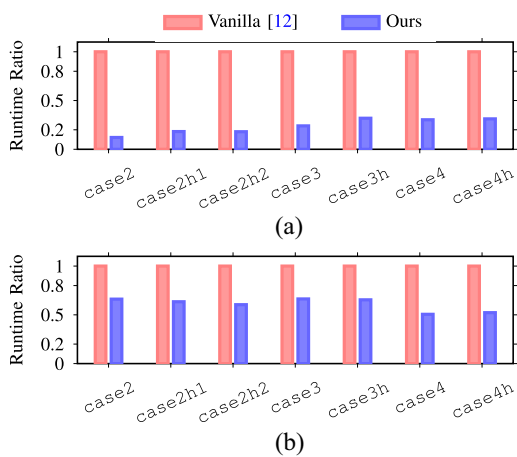 Vanilla [12] Ours
Runtime Ratio
1
0.8
0.5
0.2
0
case2 case2h1 case2h2 case3 case3h case4 case4h
(a)
Runtime Ratio
1
0.8
0.5
0.2
0
case2 case2h1 case2h2 case3 case3h case4 case4h
(b)